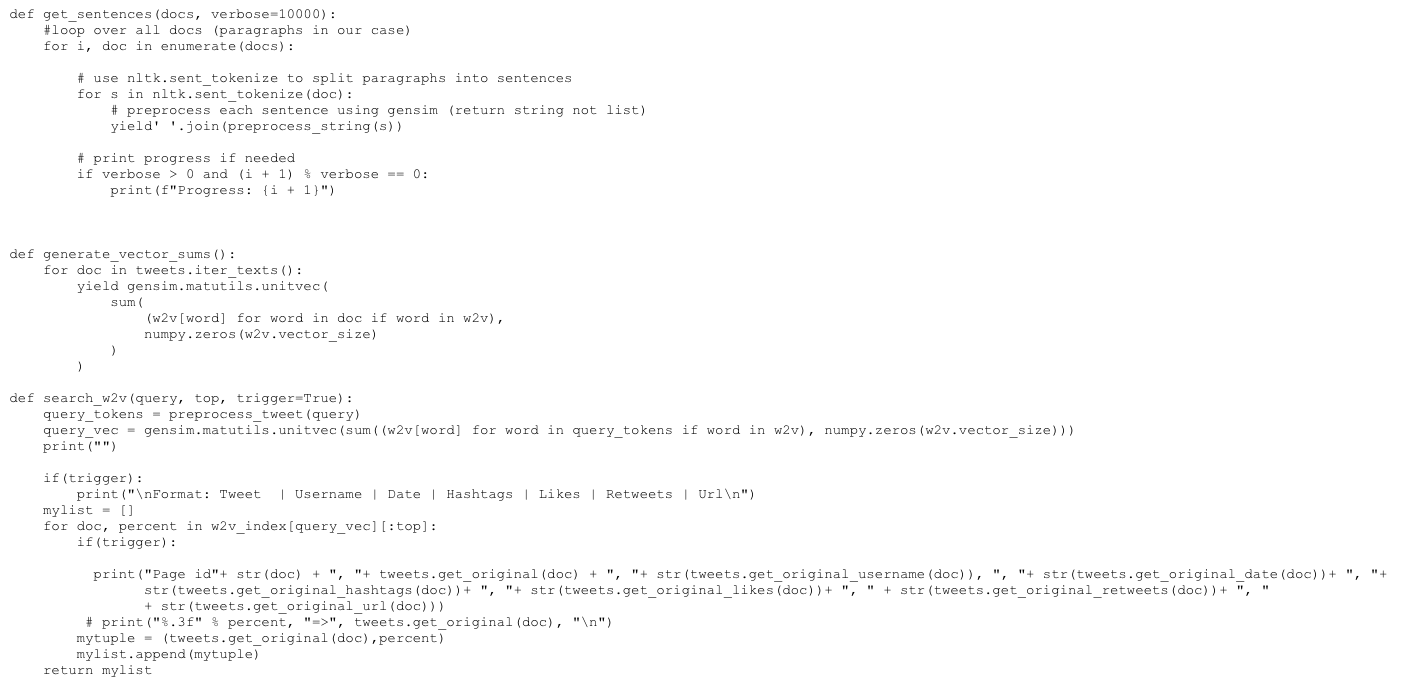 def get_sentences(docs, verbose=10000):
    #loop over all docs (paragraphs in our case)
    for i, doc in enumerate(docs):

        # use nltk.sent_tokenize to split paragraphs into sentences
        for s in nltk.sent_tokenize(doc):
            # preprocess each sentence using gensim (return string not list)
            yield' '.join(preprocess_string(s))

        # print progress if needed
        if verbose > 0 and (i + 1) % verbose == 0:
            print(f"Progress: {i + 1}")

def generate_vector_sums():
    for doc in tweets.iter_texts():
        yield gensim.matutils.unitvec(
            sum(
                (w2v[word] for word in doc if word in w2v),
                numpy.zeros(w2v.vector_size)
            )
        )

def search_w2v(query, top, trigger=True):
    query_tokens = preprocess_tweet(query)
    query_vec = gensim.matutils.unitvec(sum((w2v[word] for word in query_tokens if word in w2v), numpy.zeros(w2v.vector_size)))
    print("")

    if(trigger):
        print("\nFormat: Tweet  | Username | Date | Hashtags | Likes | Retweets | Url\n")
    mylist = []
    for doc, percent in w2v_index[query_vec][:top]:
        if(trigger):

          print("Page id"+ str(doc) + ", "+ tweets.get_original(doc) + ", "+ str(tweets.get_original_username(doc)), ", "+ str(tweets.get_original_date(doc))+ ", "+
                str(tweets.get_original_hashtags(doc))+ ", "+ str(tweets.get_original_likes(doc))+ ", " + str(tweets.get_original_retweets(doc))+ ", "
                + str(tweets.get_original_url(doc)))
         # print("%.3f" % percent, "=>", tweets.get_original(doc), "\n")
        mytuple = (tweets.get_original(doc),percent)
        mylist.append(mytuple)
    return mylist